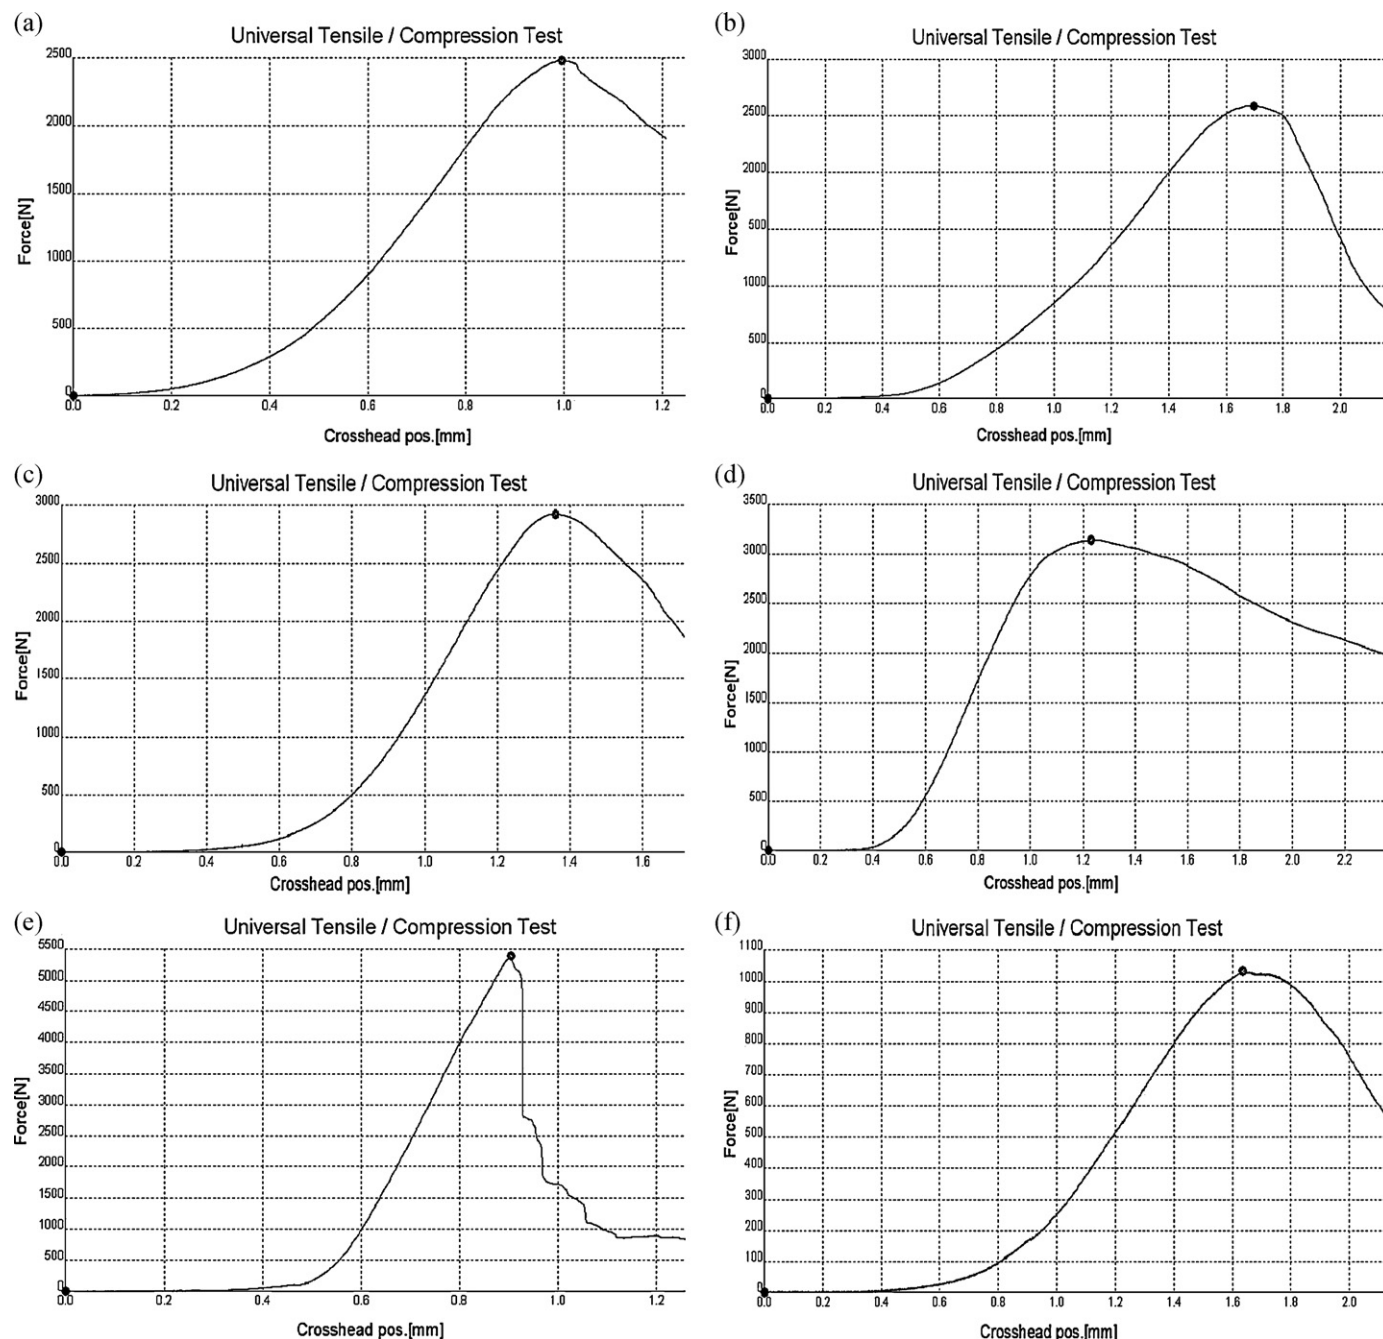 (a)
Universal Tensile / Compression Test
2500
2000
1500
1000
500
0
Force[N]
0.0 0.2 0.4 0.6 0.8 1.0 1.2
Crosshead pos.[mm]
(b)
Universal Tensile / Compression Test
3000
2500
2000
500
1000
500
0
Force[N]
0.0 0.2 0.4 0.6 0.8 1.0 1.2 1.4 1.6 1.8 2.0
Crosshead pos.[mm]
(c)
Universal Tensile / Compression Test
3000
2500
2000
1500
1000
500
0
Force[N]
0.0 0.2 0.4 0.6 0.8 1.0 1.2 1.4 1.6
Crosshead pos.[mm]
(d)
Universal Tensile / Compression Test
3500
3000
2500
2000
1500
1000
500
0
Force[N]
0.0 0.2 0.4 0.6 0.8 1.0 1.2 1.4 1.6 1.8 2.0 2.2
Crosshead pos.[mm]
(e)
Universal Tensile / Compression Test
5500
5000
4500
4000
3500
3000
2500
2000
1500
1000
500
0
Force[N]
0.0 0.2 0.4 0.6 0.8 1.0 1.2
Crosshead pos.[mm]
(f)
Universal Tensile / Compression Test
1100
1000
900
800
700
600
500
400
300
200
100
0
Force[N]
0.0 0.2 0.4 0.6 0.8 1.0 1.2 1.4 1.6 1.8 2.0
Crosshead pos.[mm]